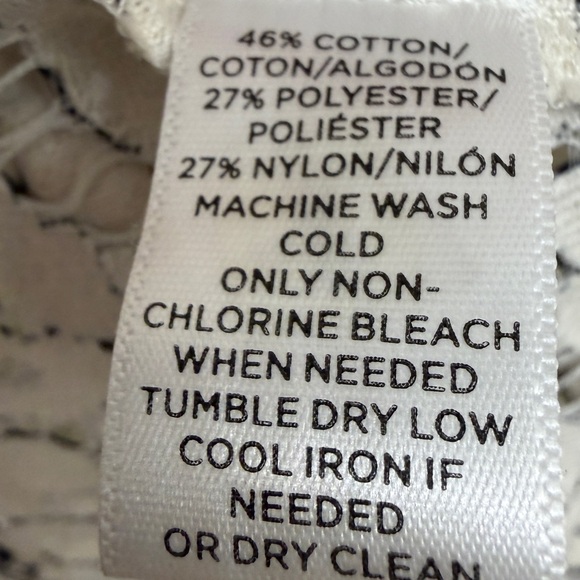 46% COTTON/
COTON/ALGODÓN
27% POLYESTER/
POLIÉSTER
27% NYLON/NILÓN
MACHINE WASH
COLD
ONLY NON-
CHLORINE BLEACH
WHEN NEEDED
TUMBLE DRY LOW
COOL IRON IF
NEEDED
OR DRY CLEAN